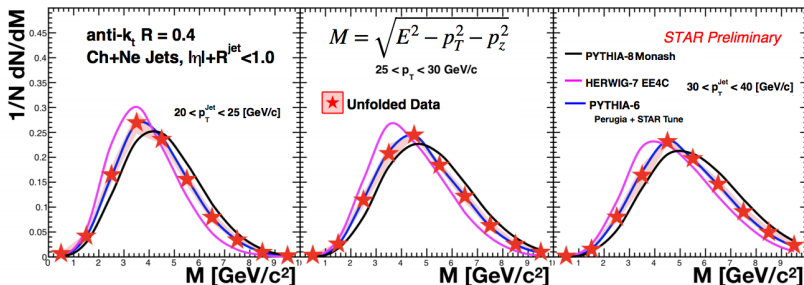 1/N dN/dM
0.45
0.4
0.35
0.3
0.25
0.2
0.15
0.1
0.05
0
anti-kt R = 0.4
Ch+Ne Jets, |η|+R^jet<1.0
20 < p_T^Jet < 25 [GeV/c]
1 2 3 4 5 6 7 8 9
M [GeV/c²]
M = √(E² − p_T² − p_z²)
25 < p_T < 30 GeV/c
Unfolded Data
1 2 3 4 5 6 7 8 9
M [GeV/c²]
STAR Preliminary
PYTHIA-8 Monash
HERWIG-7 EE4C
PYTHIA-6
Perugia + STAR Tune
30 < p_T^Jet < 40 [GeV/c]
1 2 3 4 5 6 7 8 9
M [GeV/c²]